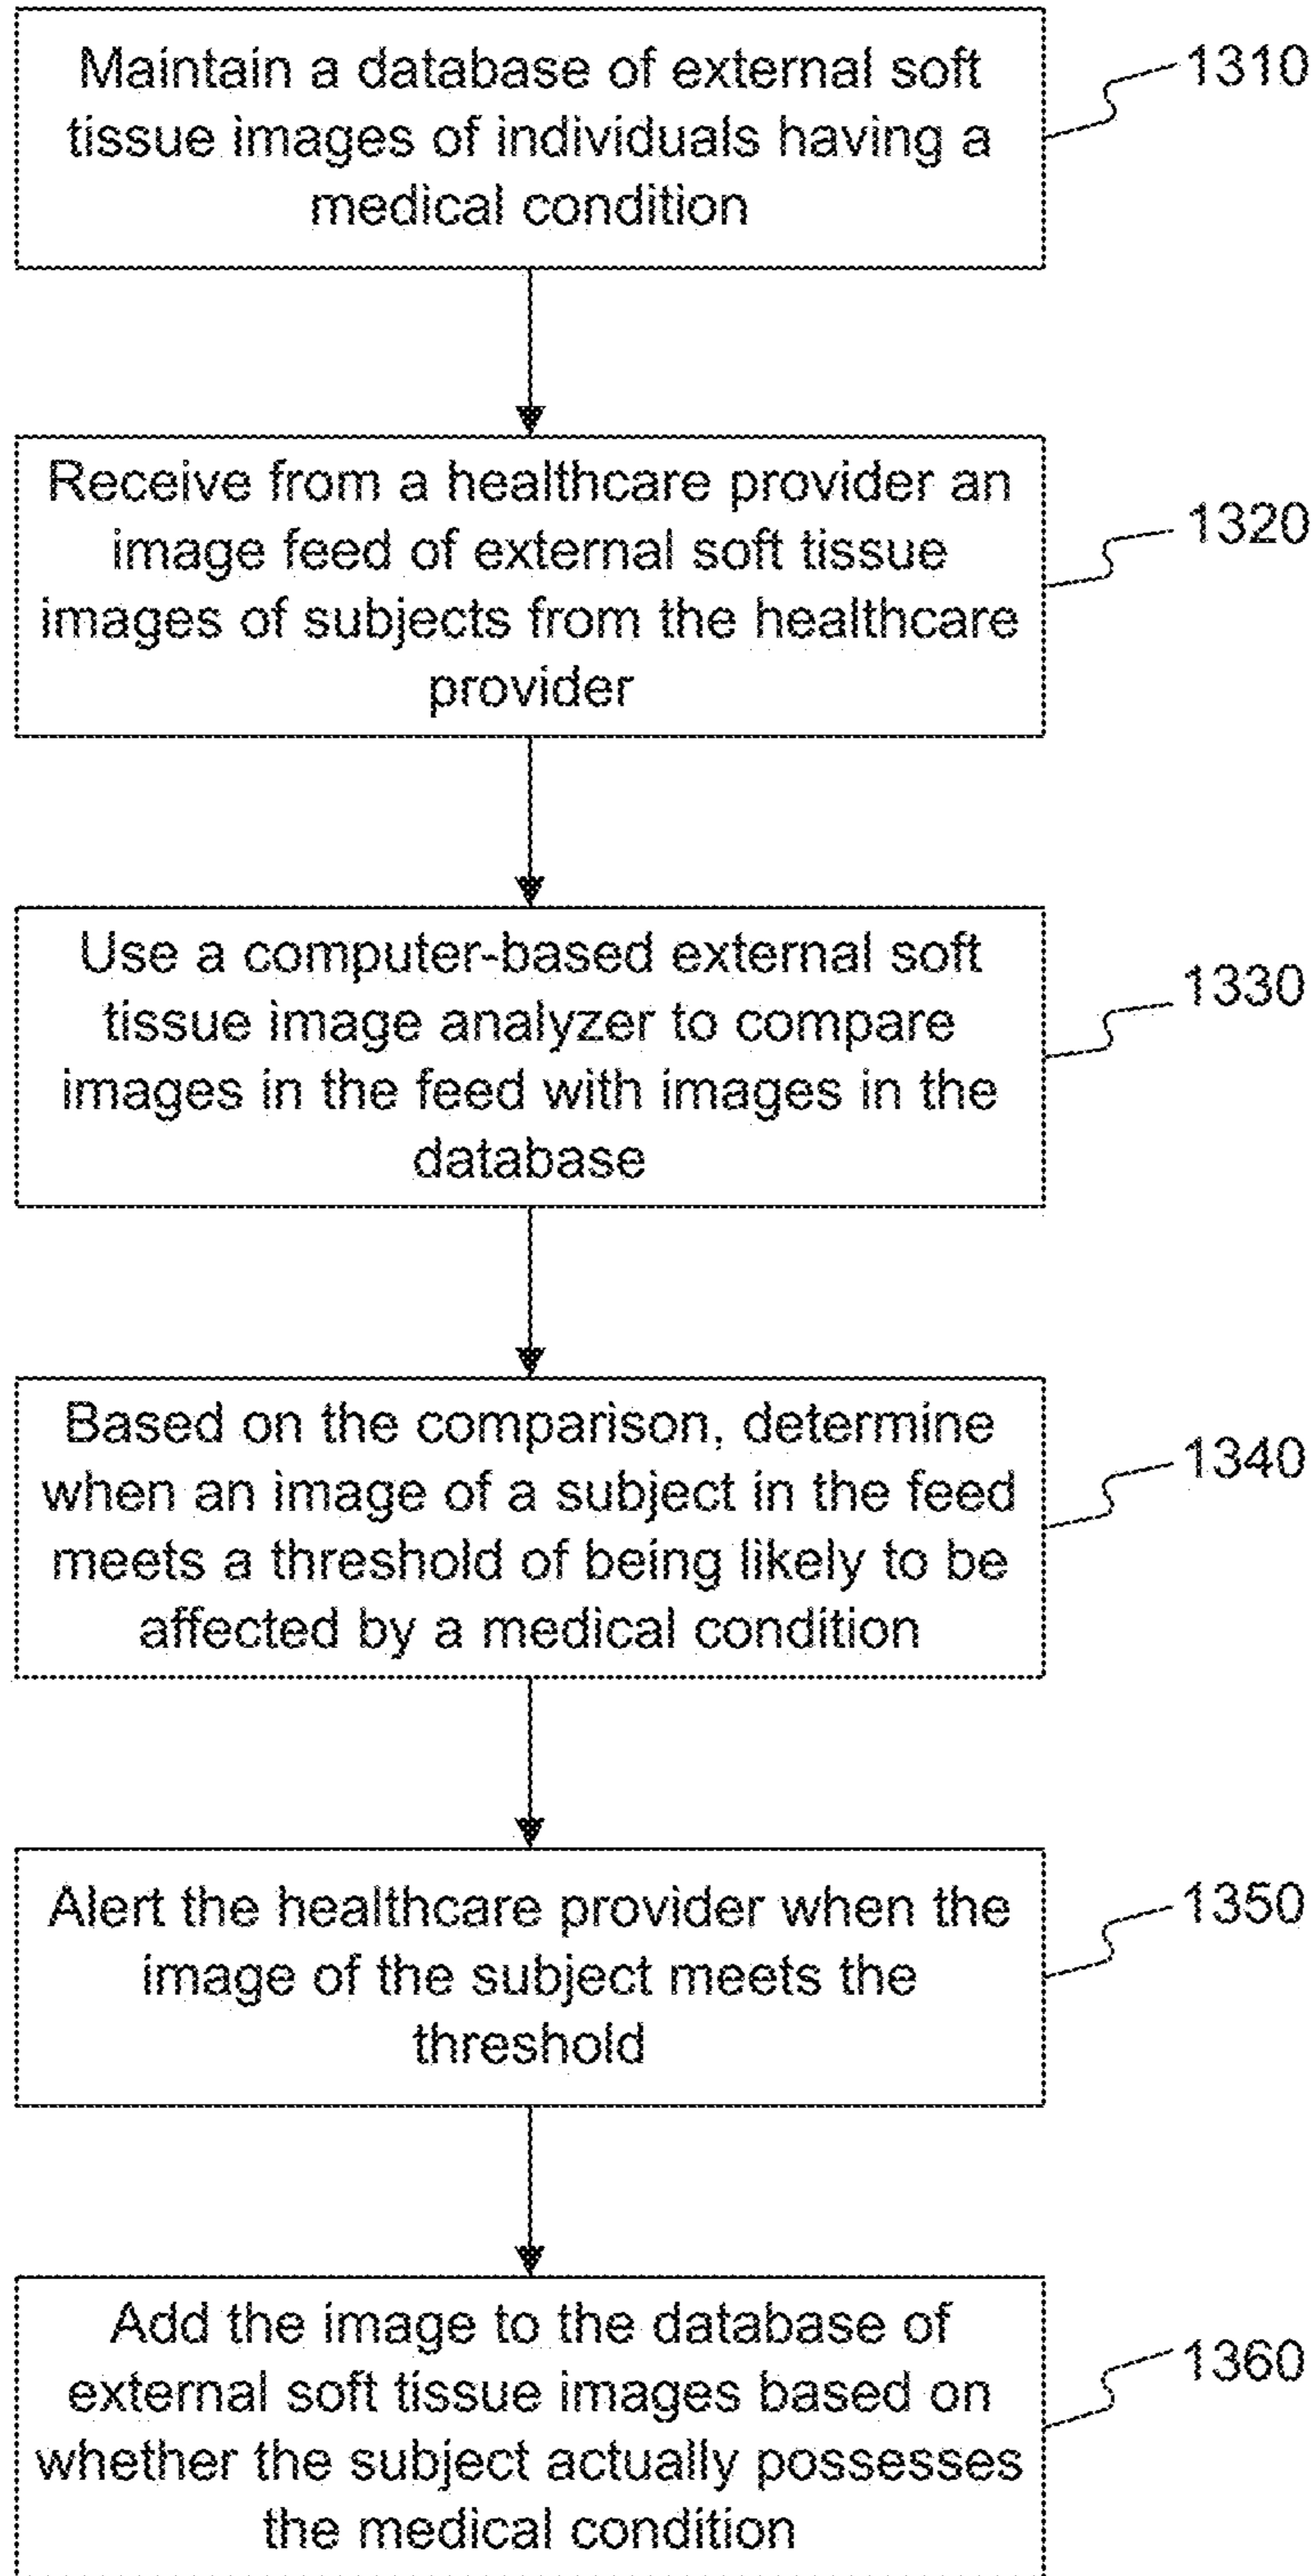 Maintain a database of external soft
tissue images of individuals having a
medical condition
1310
Receive from a healthcare provider an
image feed of external soft tissue
images of subjects from the healthcare
provider
1320
Use a computer-based external soft
tissue image analyzer to compare
images in the feed with images in the
database
1330
Based on the comparison, determine
when an image of a subject in the feed
meets a threshold of being likely to be
affected by a medical condition
1340
Alert the healthcare provider when the
image of the subject meets the
threshold
1350
Add the image to the database of
external soft tissue images based on
whether the subject actually possesses
the medical condition
1360